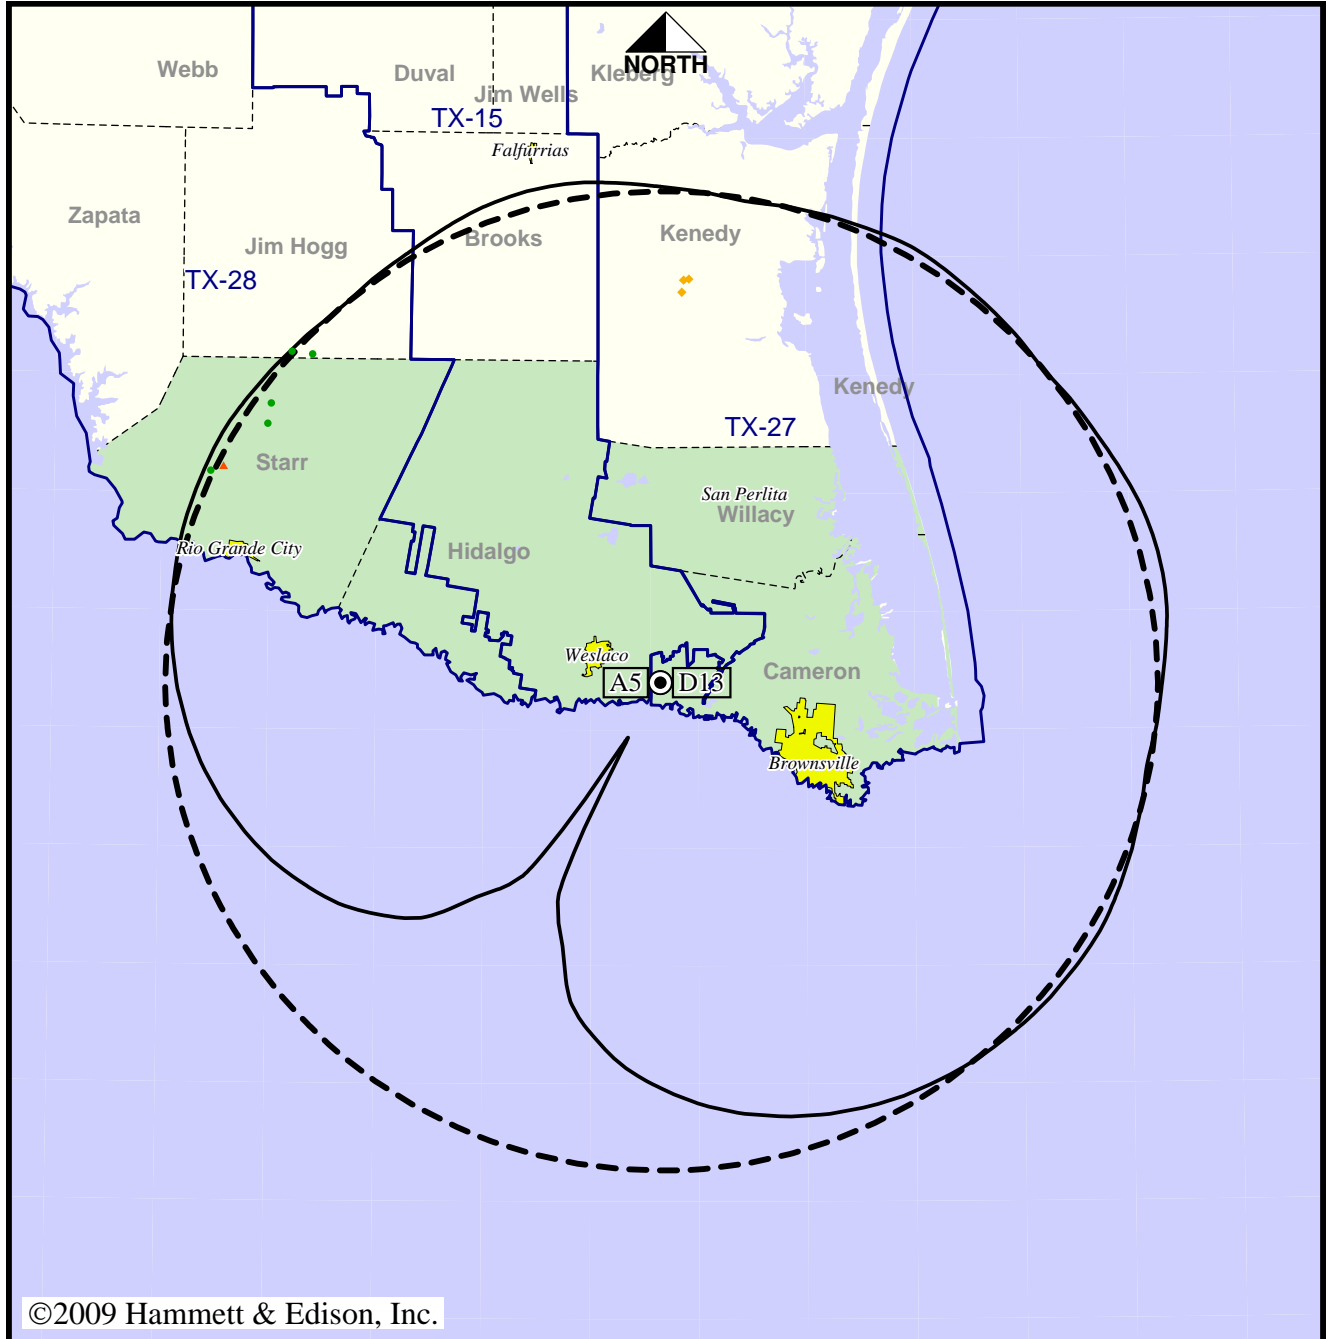 NORTH
Webb
Duval
Kleberg
Jim Wells
TX-15
Falfurrias
Zapata
Jim Hogg
Brooks
Kenedy
TX-28
Kenedy
TX-27
Starr
San Perlita
Willacy
Rio Grande City
Hidalgo
Weslaco
Cameron
A5
D13
Brownsville
©2009 Hammett & Edison, Inc.